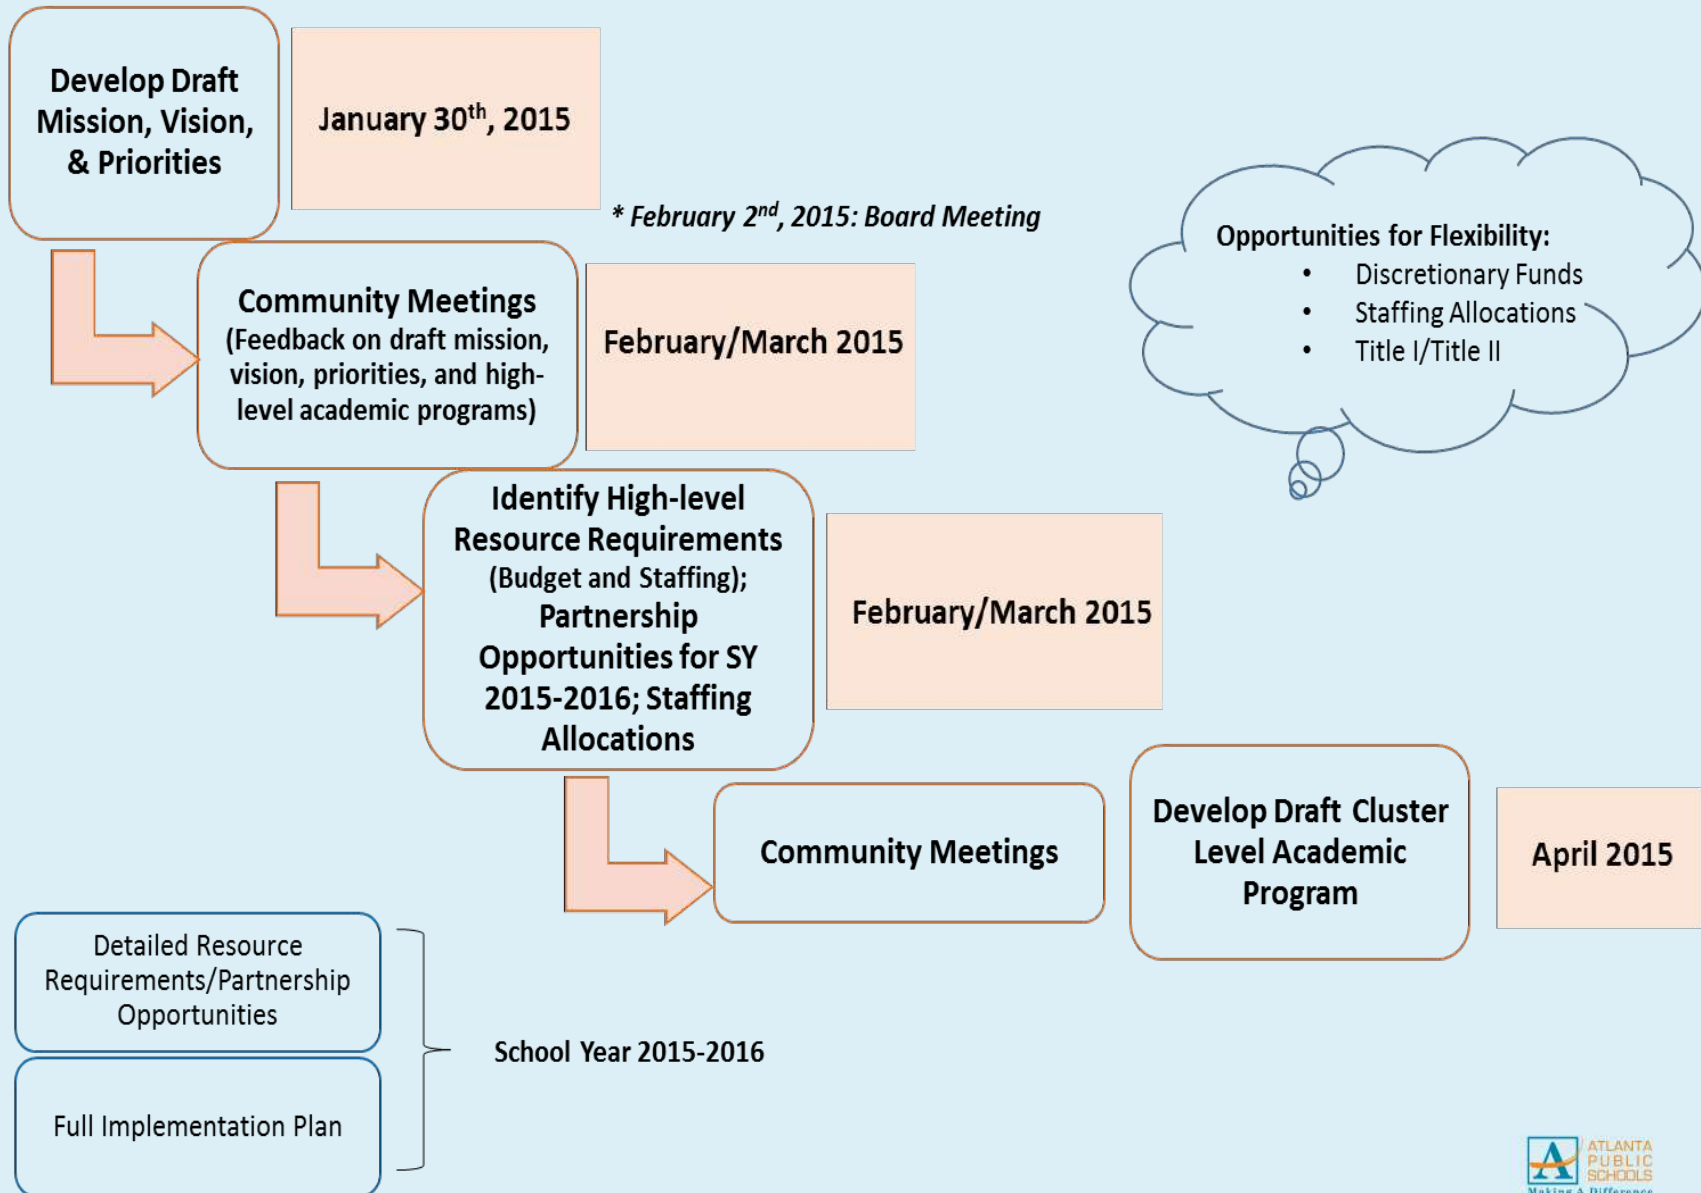 Develop Draft
Mission, Vision,
& Priorities
January 30th, 2015
* February 2nd, 2015: Board Meeting
Opportunities for Flexibility:
• Discretionary Funds
• Staffing Allocations
• Title I/Title II
Community Meetings
(Feedback on draft mission,
vision, priorities, and high-
level academic programs)
February/March 2015
Identify High-level
Resource Requirements
(Budget and Staffing);
Partnership
Opportunities for SY
2015-2016; Staffing
Allocations
February/March 2015
Community Meetings
Develop Draft Cluster
Level Academic
Program
April 2015
Detailed Resource
Requirements/Partnership
Opportunities
Full Implementation Plan
School Year 2015-2016
ATLANTA
PUBLIC
SCHOOLS
Making A Difference